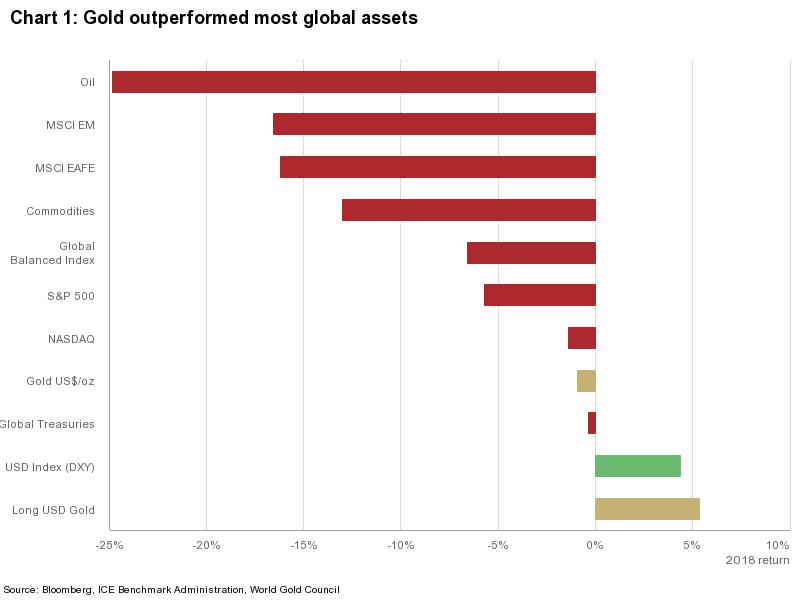 Chart 1: Gold outperformed most global assets
Oil
MSCI EM
MSCI EAFE
Commodities
Global
Balanced Index
S&P 500
NASDAQ
Gold US$/oz
Global Treasuries
USD Index (DXY)
Long USD Gold
-25% -20% -15% -10% -5% 0% 5% 10%
2018 return
Source: Bloomberg, ICE Benchmark Administration, World Gold Council